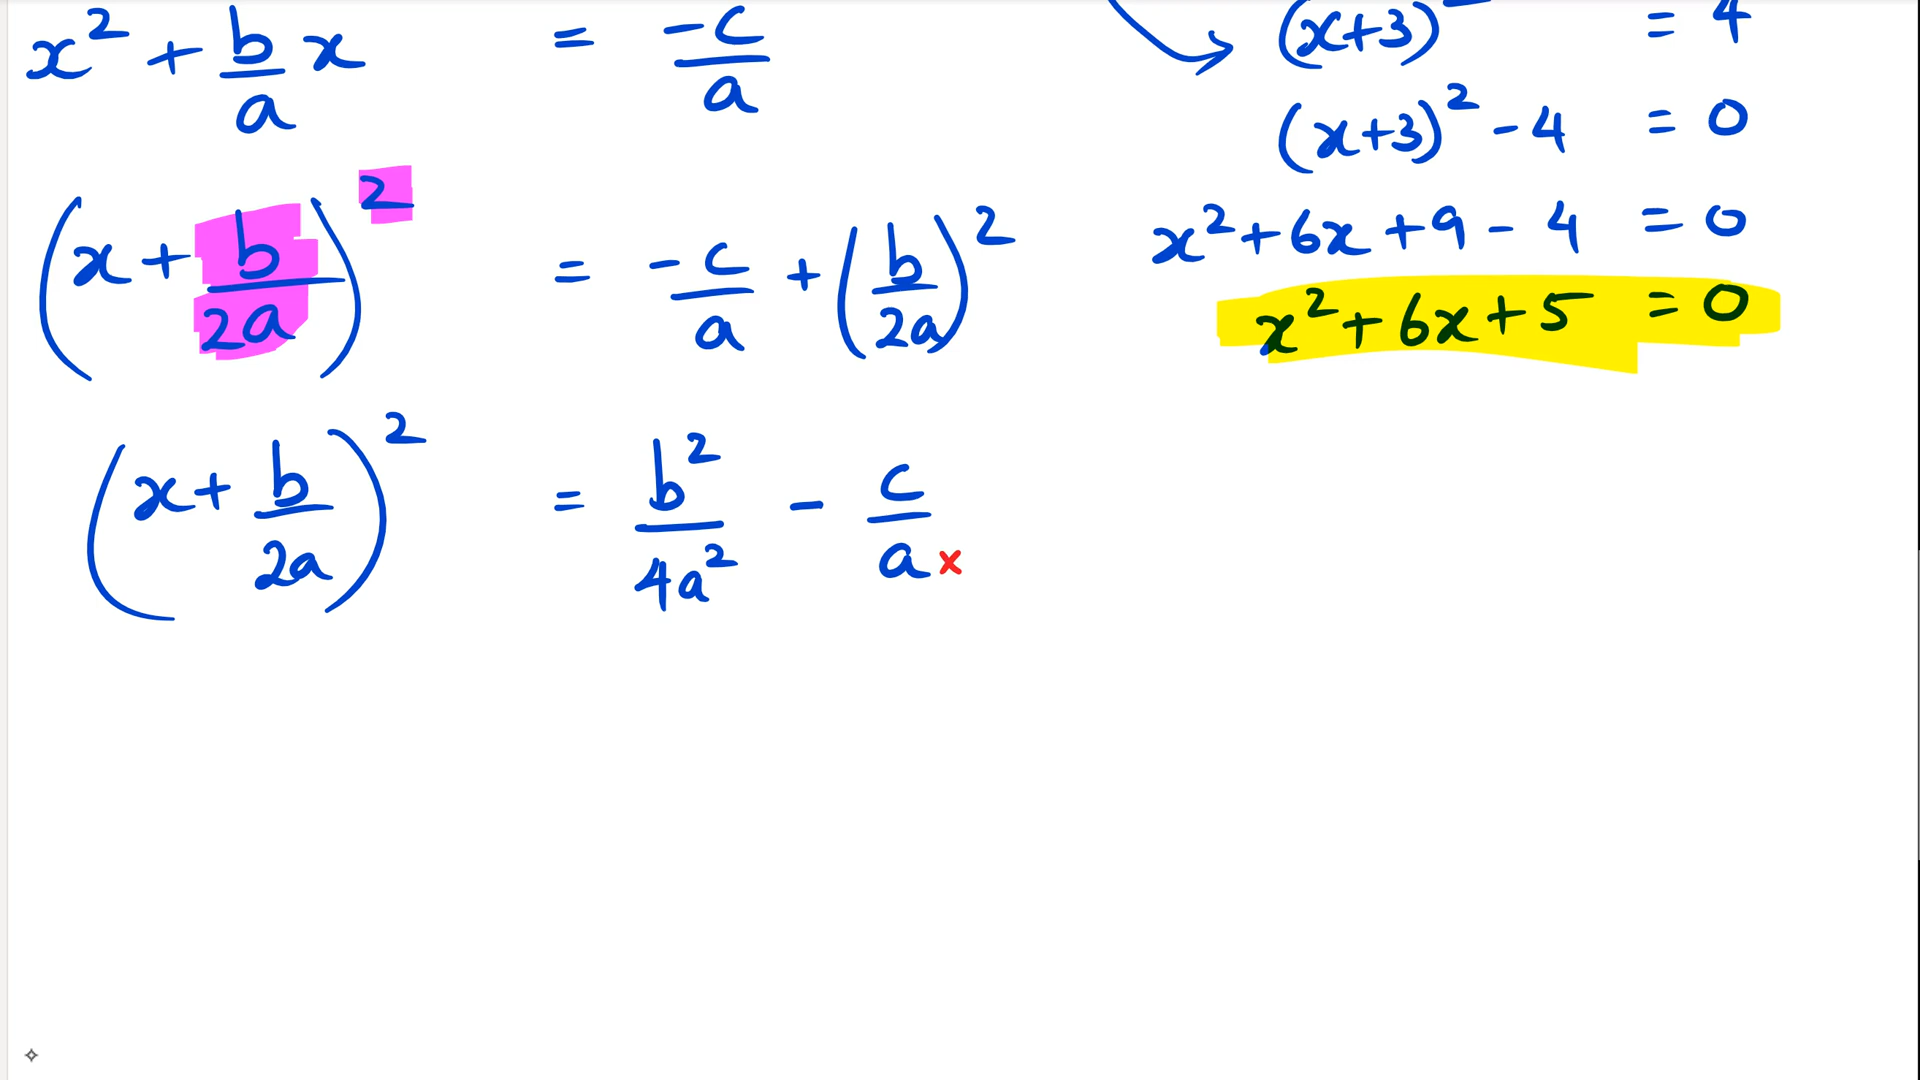 x² + b/a x = -c/a
(x + b/2a)² = -c/a + (b/2a)²
(x + b/2a)² = b²/4a² - c/a ×
(x+3)² = 4
(x+3)² - 4 = 0
x² + 6x + 9 - 4 = 0
x² + 6x + 5 = 0